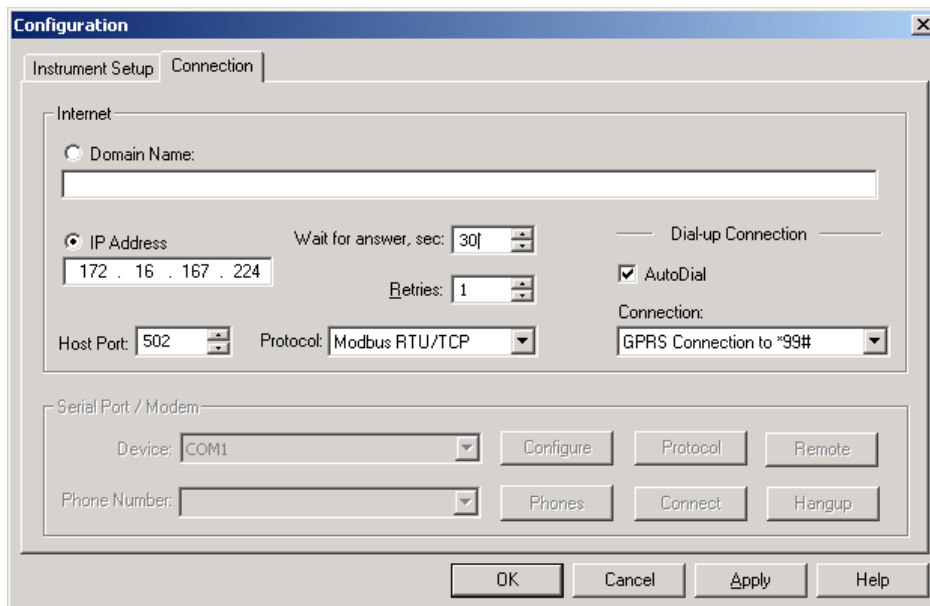 Configuration
Instrument Setup Connection
Internet
Domain Name:
IP Address Wait for answer, sec: 30 Dial-up Connection
172 . 16 . 167 . 224
Retries: 1 AutoDial
Connection:
Host Port: 502 Protocol: Modbus RTU/TCP GPRS Connection to *99#
Serial Port / Modem
Device: COM1 Configure Protocol Remote
Phone Number: Phones Connect Hangup
OK Cancel Apply Help